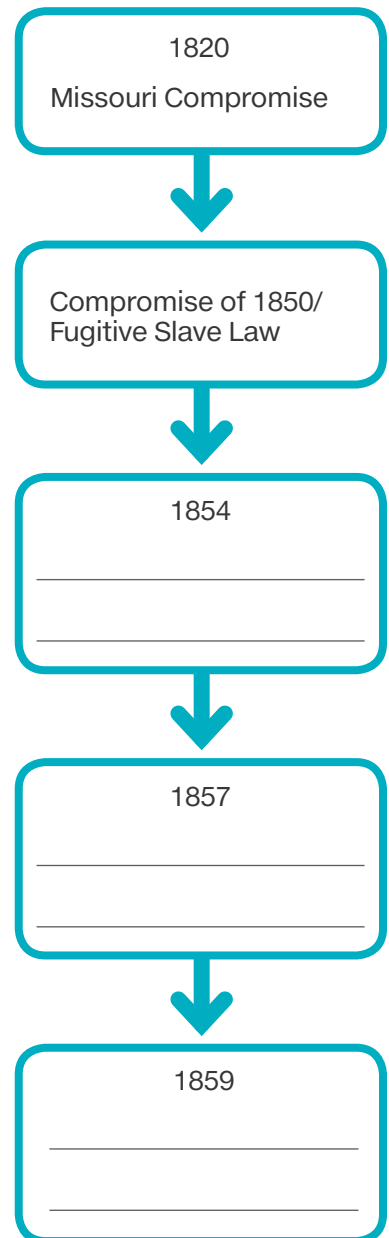 1820
Missouri Compromise
Compromise of 1850/
Fugitive Slave Law
1854
1857
1859